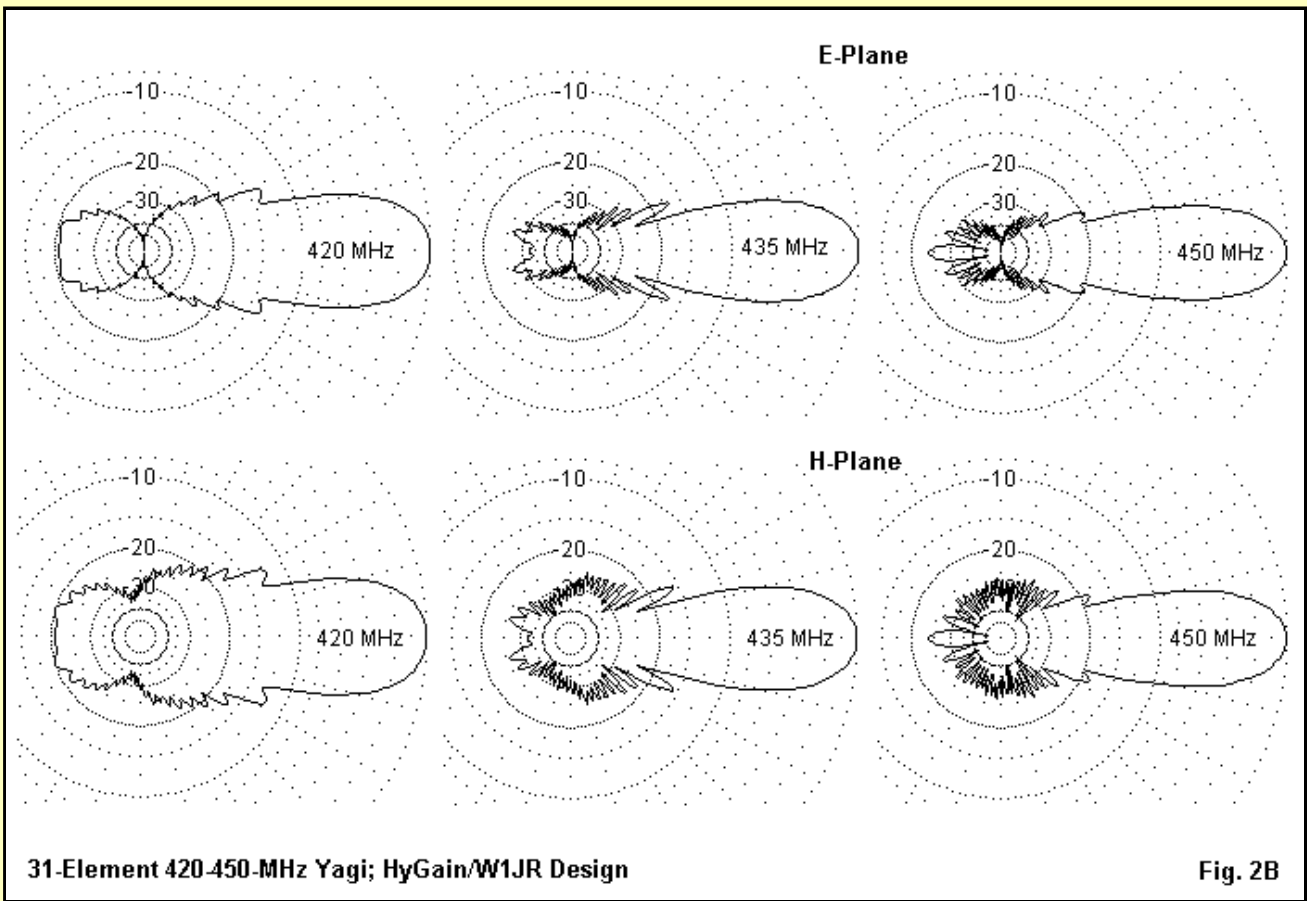 E-Plane
-10 -10 -10
-20 -20 -20
-30 -30 -30
420 MHz 435 MHz 450 MHz
H-Plane
-10 -10 -10
-20 -20 -20
420 MHz 435 MHz 450 MHz
31-Element 420-450-MHz Yagi; HyGain/W1JR Design
Fig. 2B